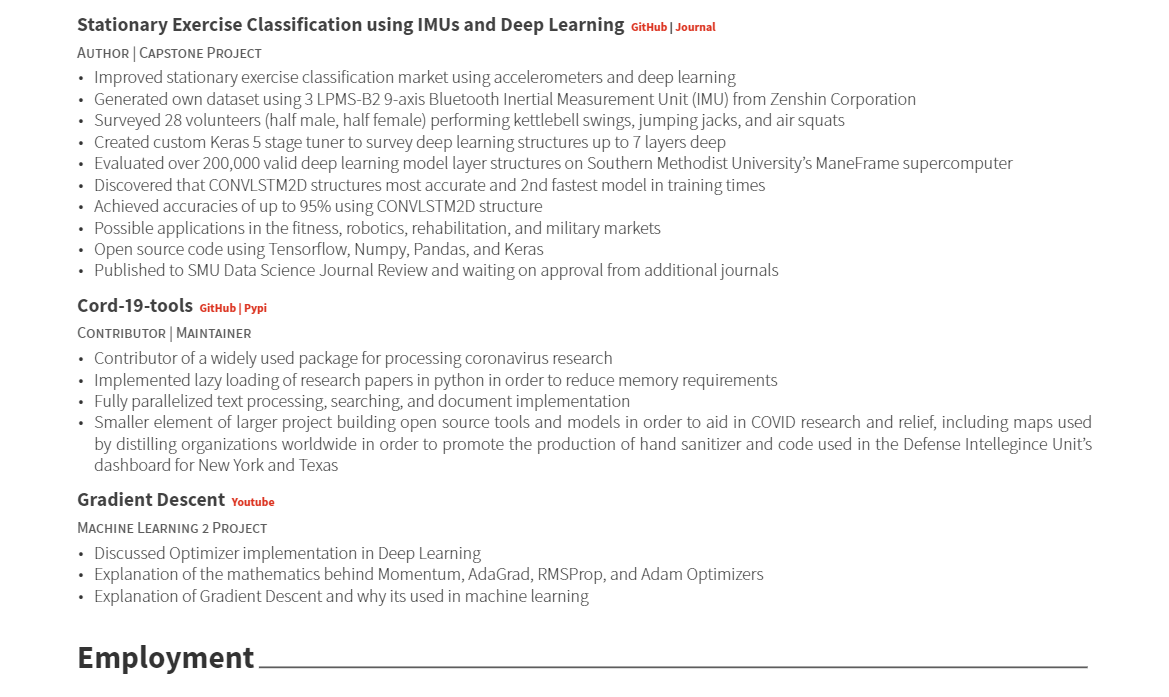 Stationary Exercise Classification using IMUs and Deep Learning GitHub | Journal
Author | Capstone Project
• Improved stationary exercise classification market using accelerometers and deep learning
• Generated own dataset using 3 LPMS-B2 9-axis Bluetooth Inertial Measurement Unit (IMU) from Zenshin Corporation
• Surveyed 28 volunteers (half male, half female) performing kettlebell swings, jumping jacks, and air squats
• Created custom Keras 5 stage tuner to survey deep learning structures up to 7 layers deep
• Evaluated over 200,000 valid deep learning model layer structures on Southern Methodist University’s ManeFrame supercomputer
• Discovered that CONVLSTM2D structures most accurate and 2nd fastest model in training times
• Achieved accuracies of up to 95% using CONVLSTM2D structure
• Possible applications in the fitness, robotics, rehabilitation, and military markets
• Open source code using Tensorflow, Numpy, Pandas, and Keras
• Published to SMU Data Science Journal Review and waiting on approval from additional journals
Cord-19-tools GitHub | Pypi
Contributor | Maintainer
• Contributor of a widely used package for processing coronavirus research
• Implemented lazy loading of research papers in python in order to reduce memory requirements
• Fully parallelized text processing, searching, and document implementation
• Smaller element of larger project building open source tools and models in order to aid in COVID research and relief, including maps used
by distilling organizations worldwide in order to promote the production of hand sanitizer and code used in the Defense Intellegince Unit’s
dashboard for New York and Texas
Gradient Descent Youtube
Machine Learning 2 Project
• Discussed Optimizer implementation in Deep Learning
• Explanation of the mathematics behind Momentum, AdaGrad, RMSProp, and Adam Optimizers
• Explanation of Gradient Descent and why its used in machine learning
Employment